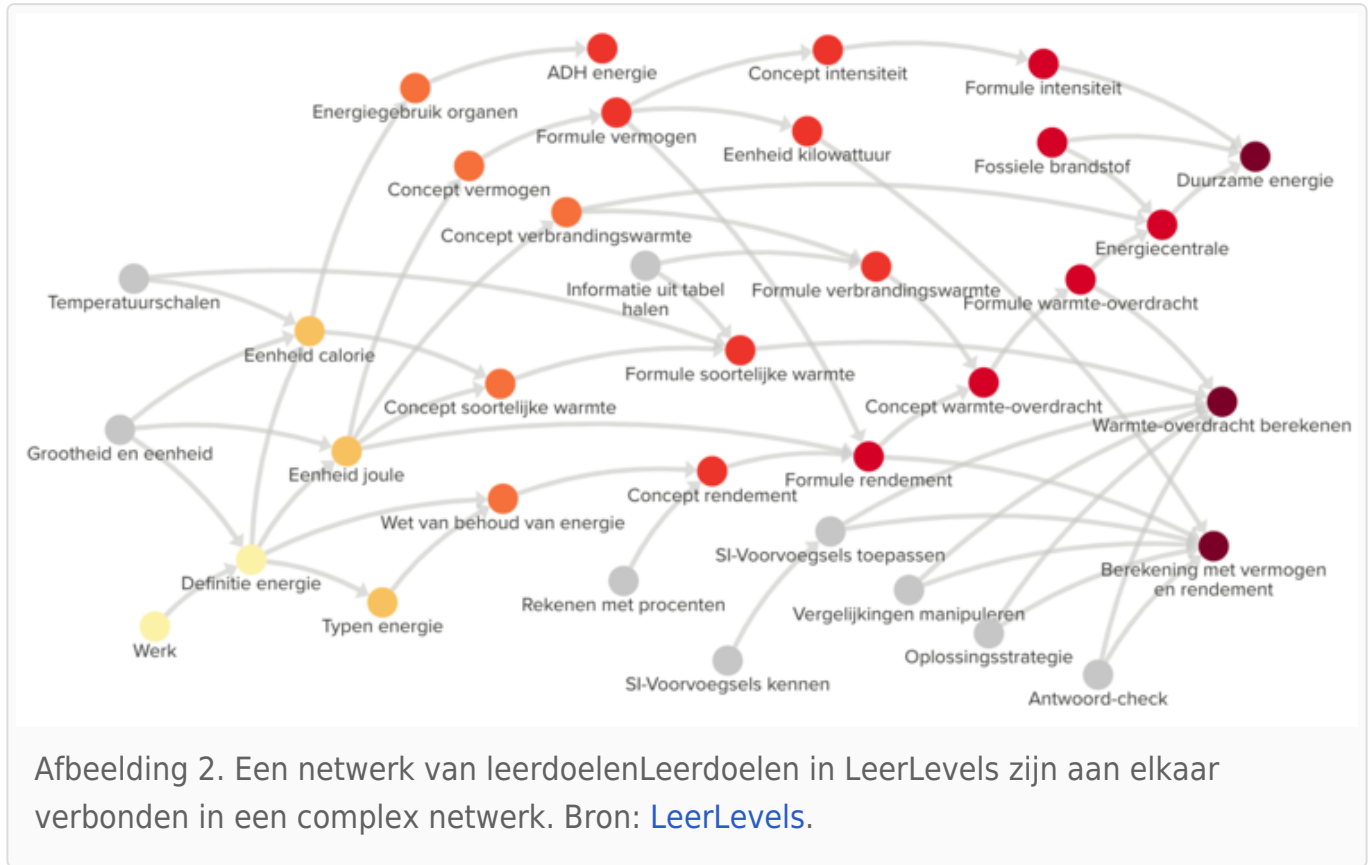 ADH energie
Concept intensiteit
Formule intensiteit
Energiegebruik organen
Formule vermogen
Eenheid kilowattuur
Fossiele brandstof
Duurzame energie
Concept vermogen
Concept verbrandingswarmte
Energiecentrale
Temperatuurschalen
Informatie uit tabel
halen
Formule verbrandingswarmte
Formule warmte-overdracht
Eenheid calorie
Formule soortelijke warmte
Concept soortelijke warmte
Concept warmte-overdracht
Warmte-overdracht berekenen
Grootheid en eenheid
Eenheid joule
Concept rendement
Formule rendement
Wet van behoud van energie
SI-Voorvoegsels toepassen
Definitie energie
Berekening met vermogen
en rendement
Rekenen met procenten
Vergelijkingen manipuleren
Typen energie
Werk
Oplossingsstrategie
SI-Voorvoegsels kennen
Antwoord-check
Afbeelding 2. Een netwerk van leerdoelenLeerdoelen in LeerLevels zijn aan elkaar
verbonden in een complex netwerk. Bron: LeerLevels.